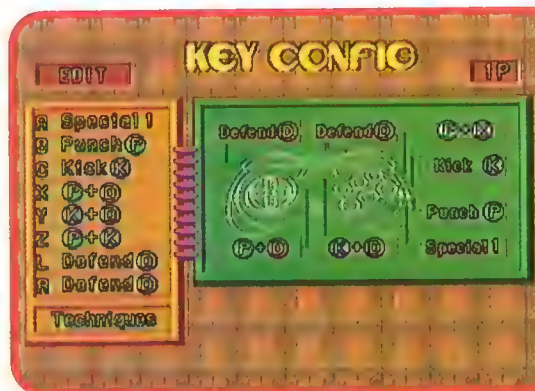 KEY CONFIG
EDIT
1P
A Special 1
B Punch P
C Kick K
X P+D
Y K+D
Z P+K
L Defend D
R Defend D
Techniques
Defend D
Defend D
P+K
Kick K
Punch P
P+D
K+D
Special 1